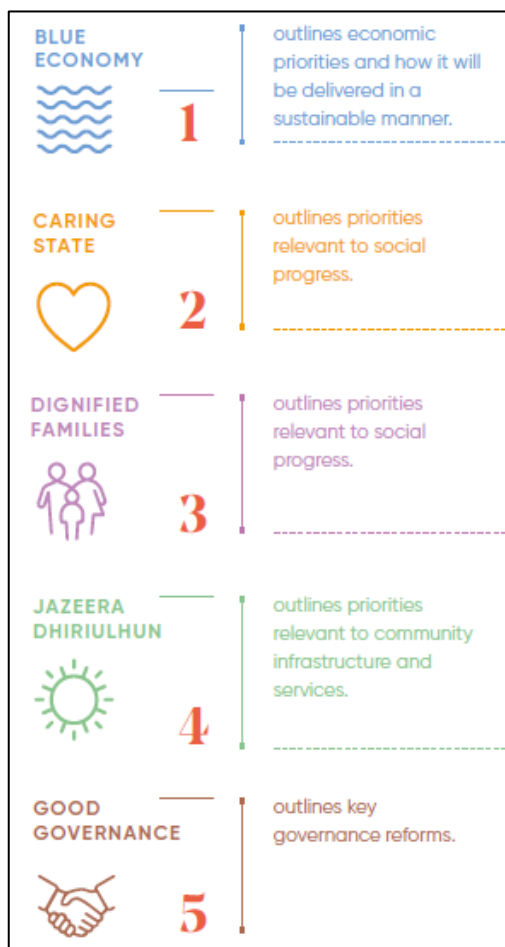 BLUE
ECONOMY
1
outlines economic
priorities and how it will
be delivered in a
sustainable manner.
CARING
STATE
2
outlines priorities
relevant to social
progress.
DIGNIFIED
FAMILIES
3
outlines priorities
relevant to social
progress.
JAZEERA
DHIRIULHUN
4
outlines priorities
relevant to community
infrastructure and
services.
GOOD
GOVERNANCE
5
outlines key
governance reforms.